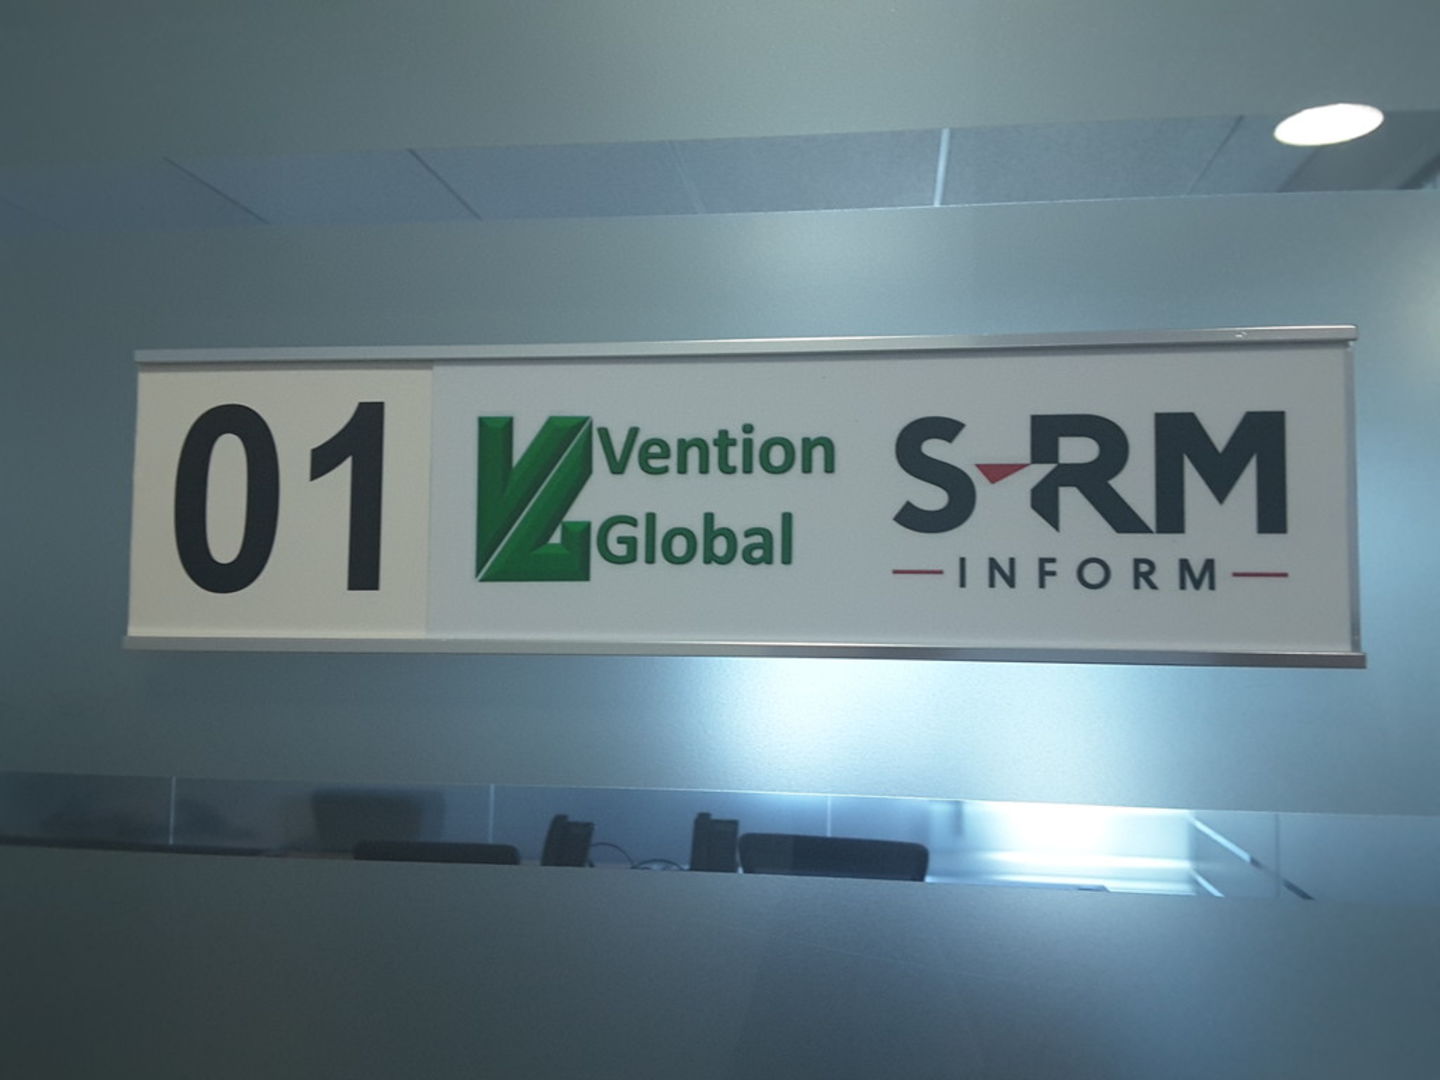 01
Vention
Global
S-RM
INFORM